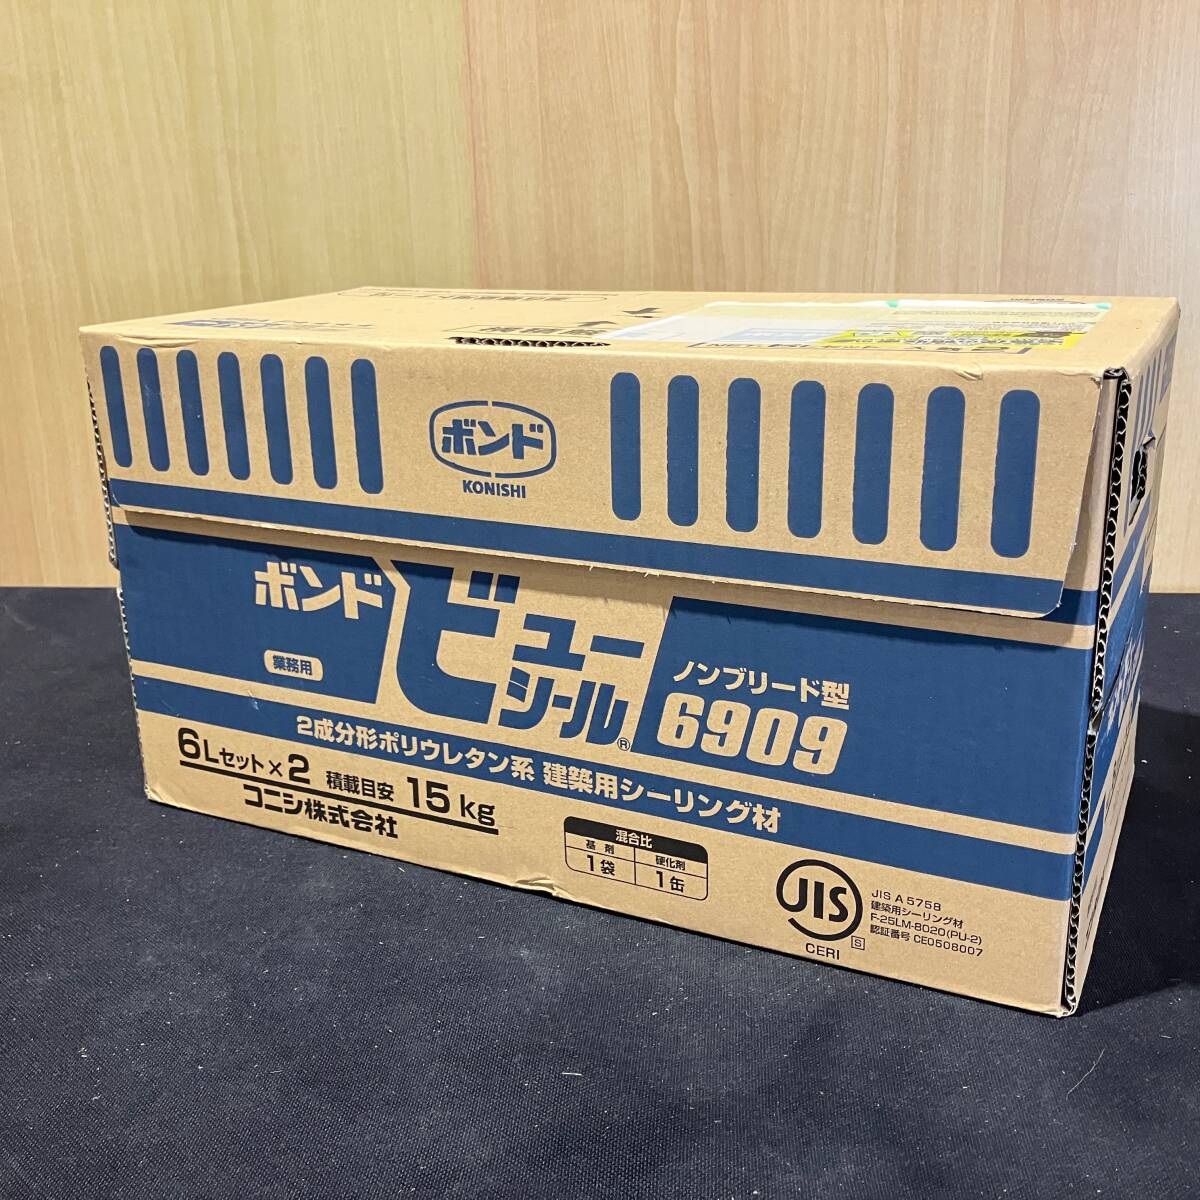 ボンド
KONISHI
ボンド
ビューシール®
業務用
ノンブリード型
6909
2成分形ポリウレタン系 建築用シーリング材
6Lセット×2 積載目安 15kg
コニシ株式会社
混合比
基剤 硬化剤
1袋 1缶
JIS
CERI
S
JIS A 5758
建築用シーリング材
F-25LM-8020(PU-2)
認証番号 CE0508007